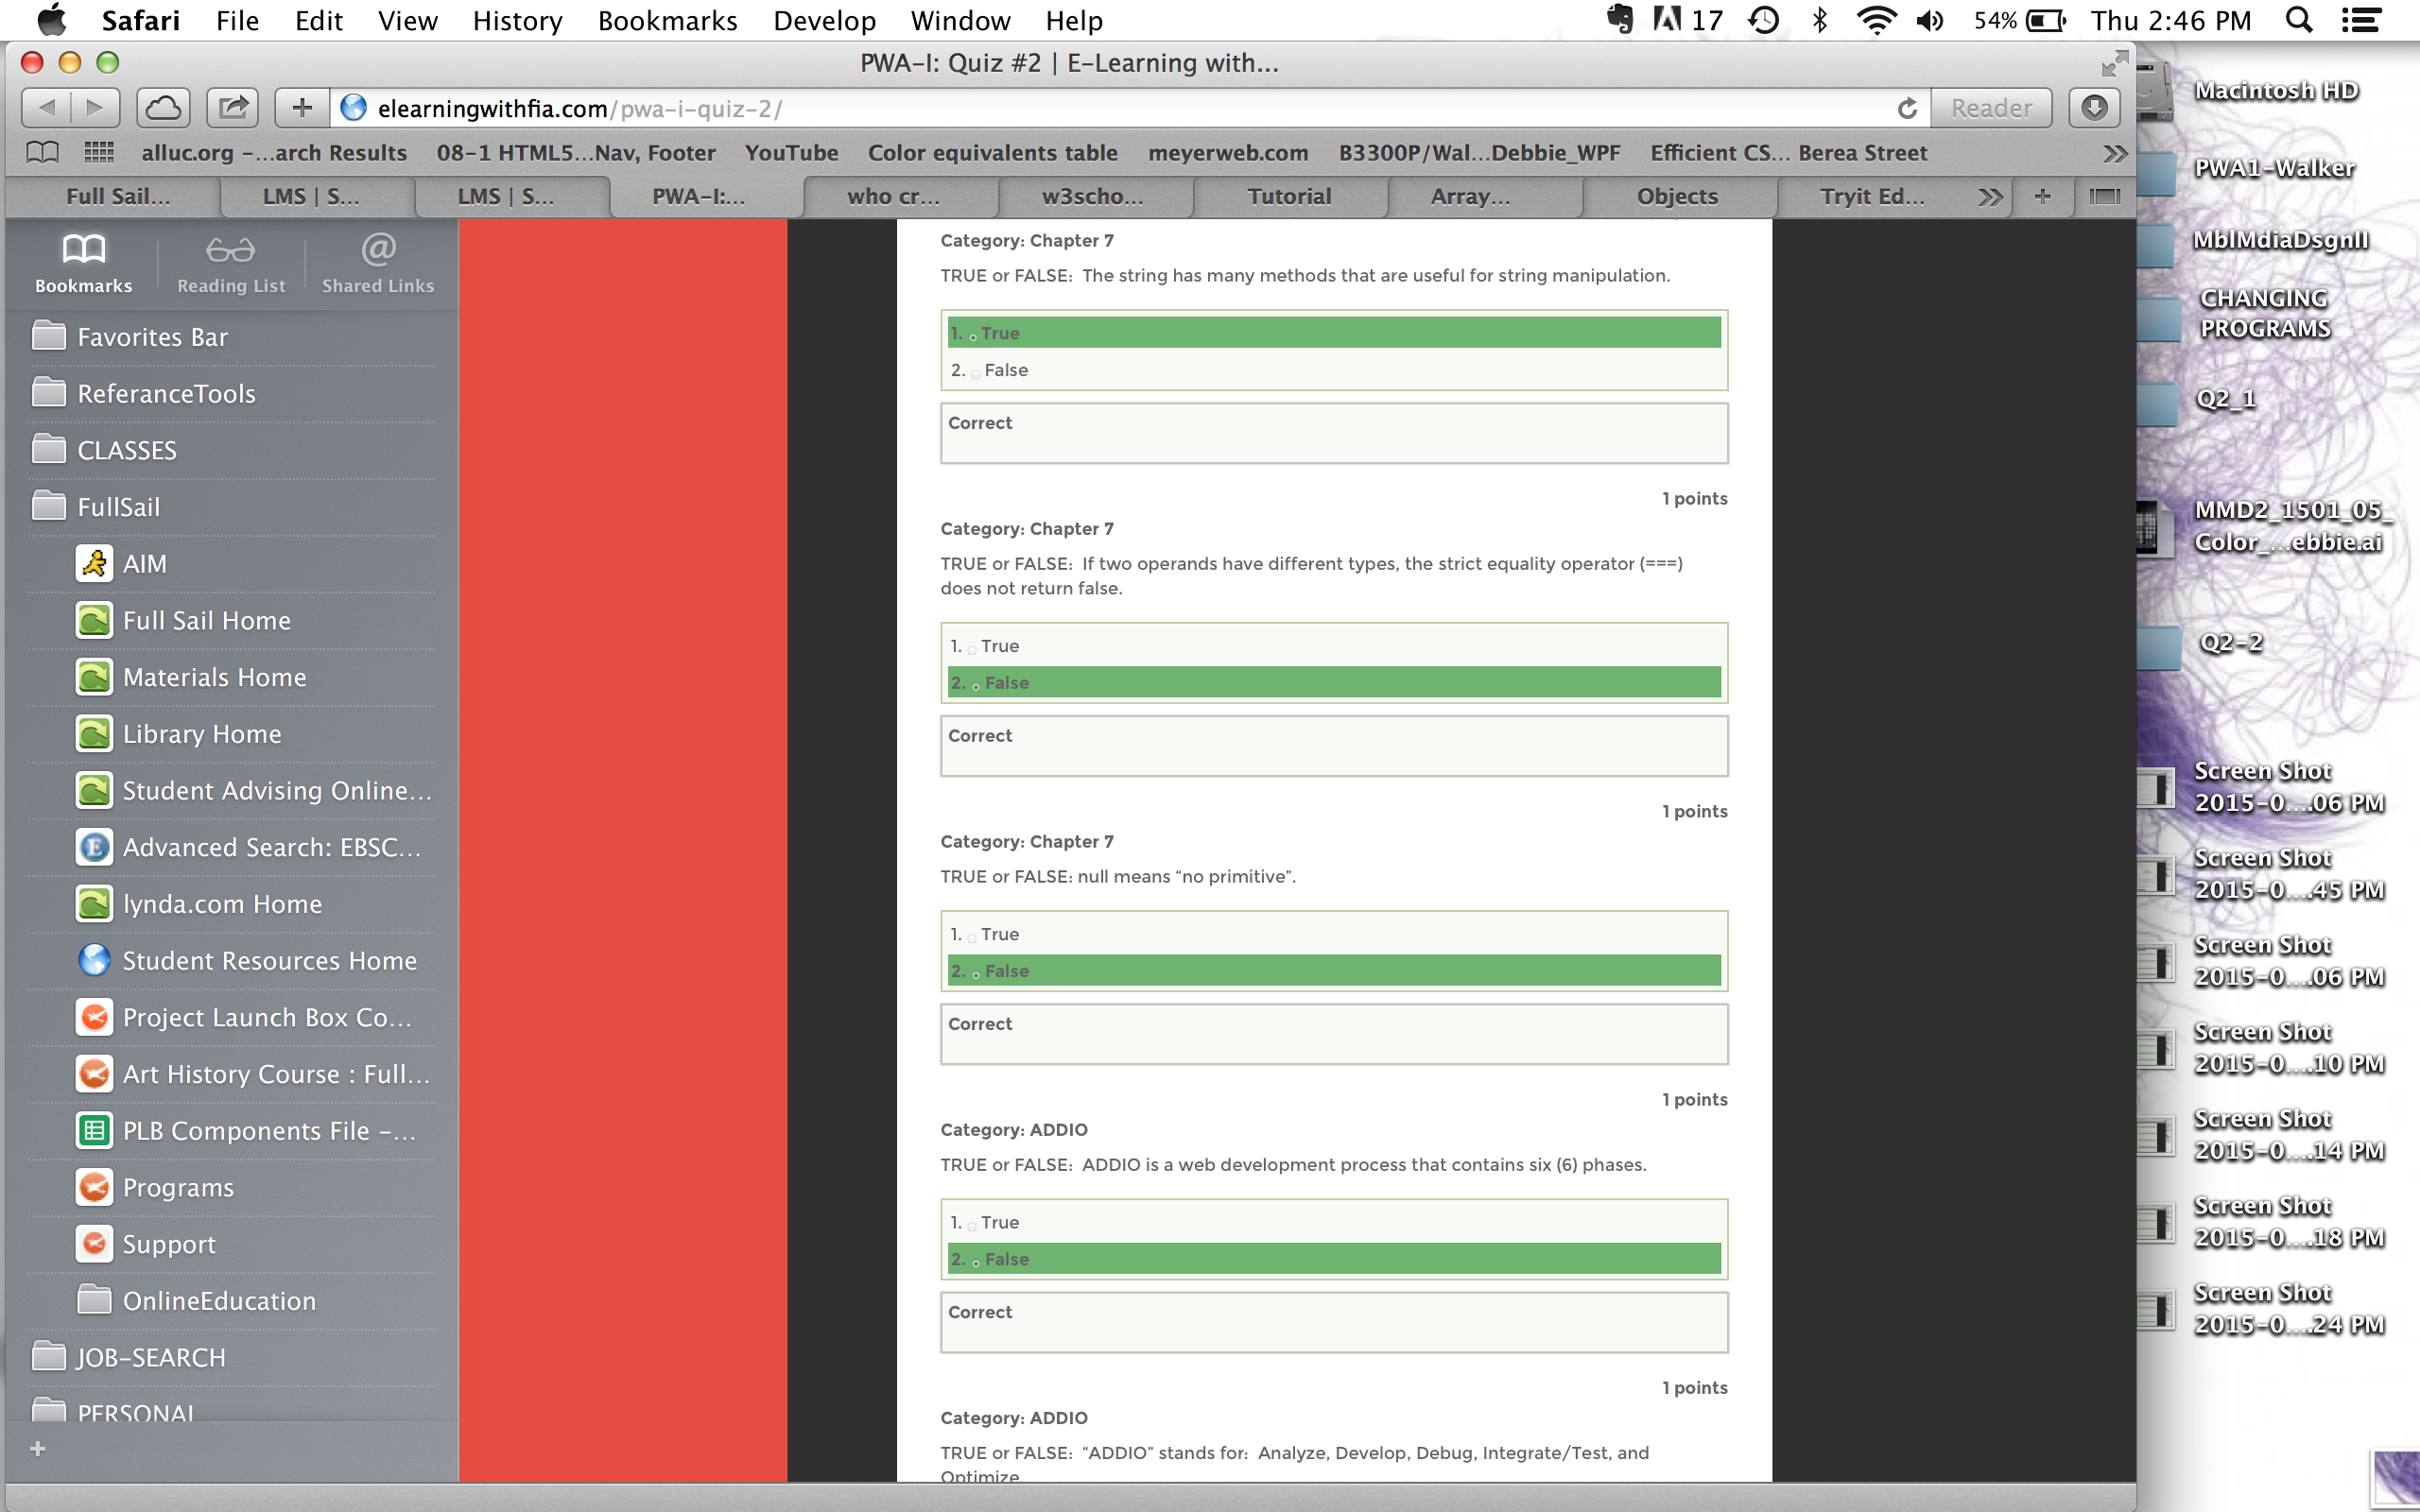 Safari File Edit View History Bookmarks Develop Window Help 17 54% Thu 2:46 PM
PWA-I: Quiz #2 | E-Learning with...
elearningwithfia.com/pwa-i-quiz-2/ Reader
alluc.org -...arch Results 08-1 HTML5...Nav, Footer YouTube Color equivalents table meyerweb.com B3300P/Wal...Debbie_WPF Efficient CS... Berea Street
Full Sail... LMS | S... LMS | S... PWA-I:... who cr... w3scho... Tutorial Array... Objects Tryit Ed...
Bookmarks Reading List Shared Links
Favorites Bar
ReferanceTools
CLASSES
FullSail
AIM
Full Sail Home
Materials Home
Library Home
Student Advising Online...
Advanced Search: EBSC...
lynda.com Home
Student Resources Home
Project Launch Box Co...
Art History Course : Full...
PLB Components File -...
Programs
Support
OnlineEducation
JOB-SEARCH
PERSONAL
Category: Chapter 7
TRUE or FALSE: The string has many methods that are useful for string manipulation.
1. True
2. False
Correct
1 points
Category: Chapter 7
TRUE or FALSE: If two operands have different types, the strict equality operator (===)
does not return false.
1. True
2. False
Correct
1 points
Category: Chapter 7
TRUE or FALSE: null means “no primitive”.
1. True
2. False
Correct
1 points
Category: ADDIO
TRUE or FALSE: ADDIO is a web development process that contains six (6) phases.
1. True
2. False
Correct
1 points
Category: ADDIO
TRUE or FALSE: “ADDIO” stands for: Analyze, Develop, Debug, Integrate/Test, and
Optimize.
Macintosh HD
PWA1-Walker
MblMdiaDsgnII
CHANGING
PROGRAMS
Q2_1
MMD2_1501_05_
Color_...ebbie.ai
Q2-2
Screen Shot
2015-0....06 PM
Screen Shot
2015-0....45 PM
Screen Shot
2015-0....06 PM
Screen Shot
2015-0....10 PM
Screen Shot
2015-0....14 PM
Screen Shot
2015-0....18 PM
Screen Shot
2015-0....24 PM